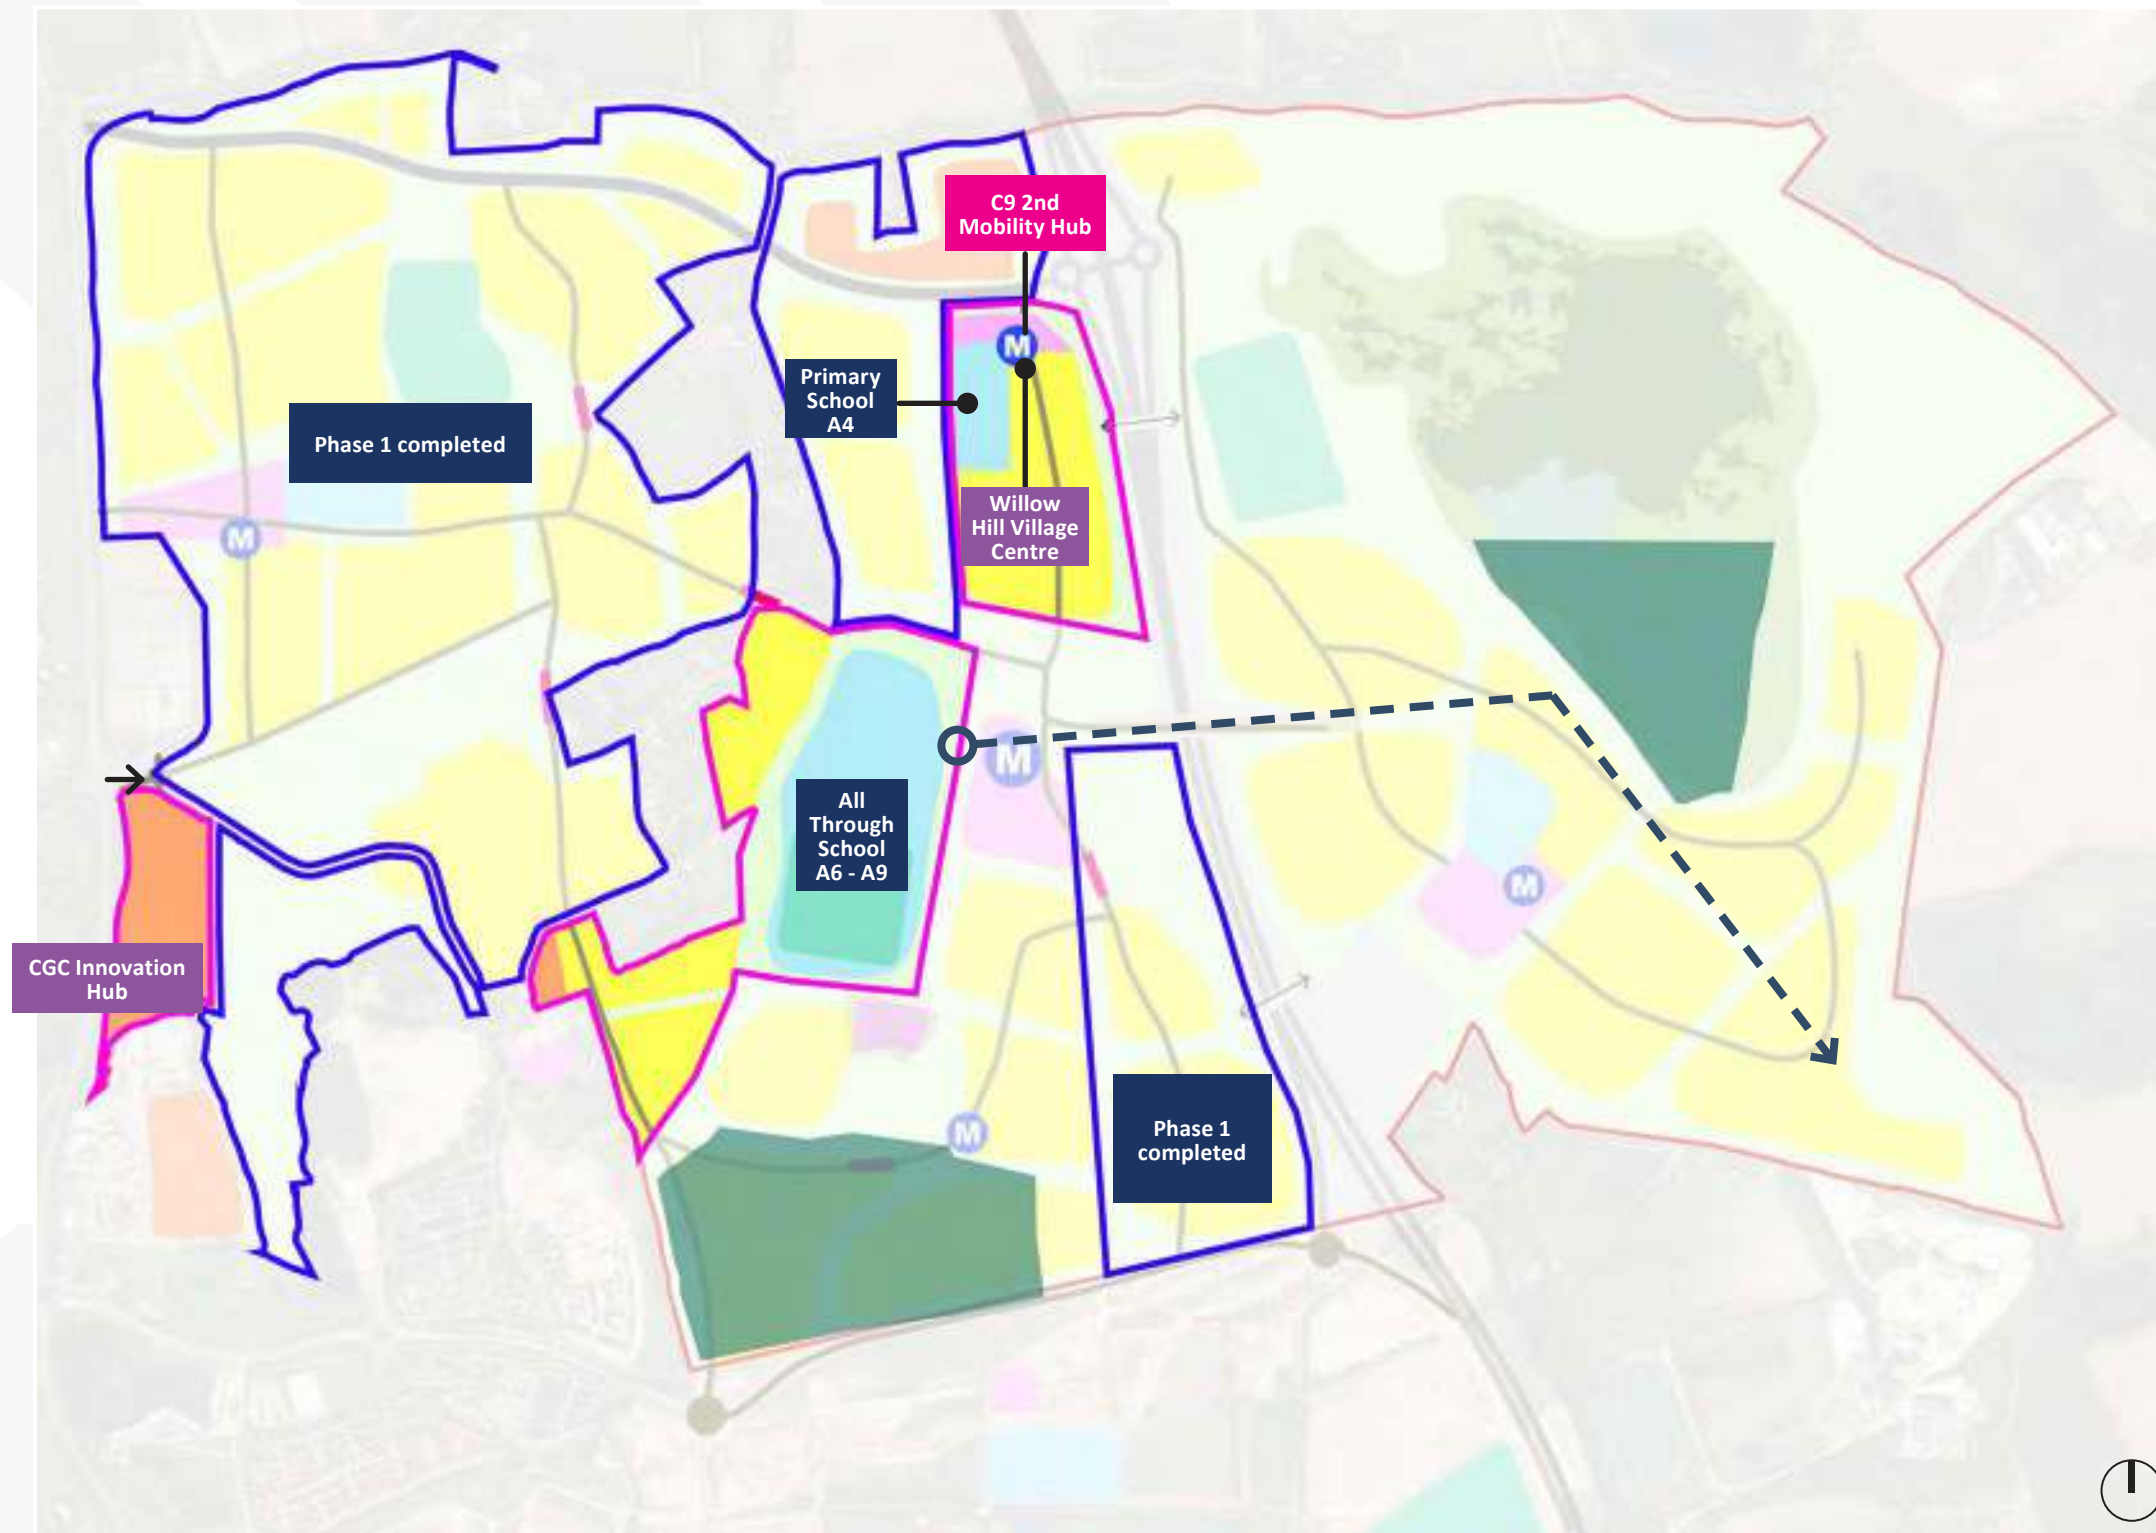 C9 2nd
Mobility Hub
M
Primary
School
A4
Phase 1 completed
Willow
Hill Village
Centre
M
M
All
Through
School
A6 - A9
M
CGC Innovation
Hub
M
Phase 1
completed